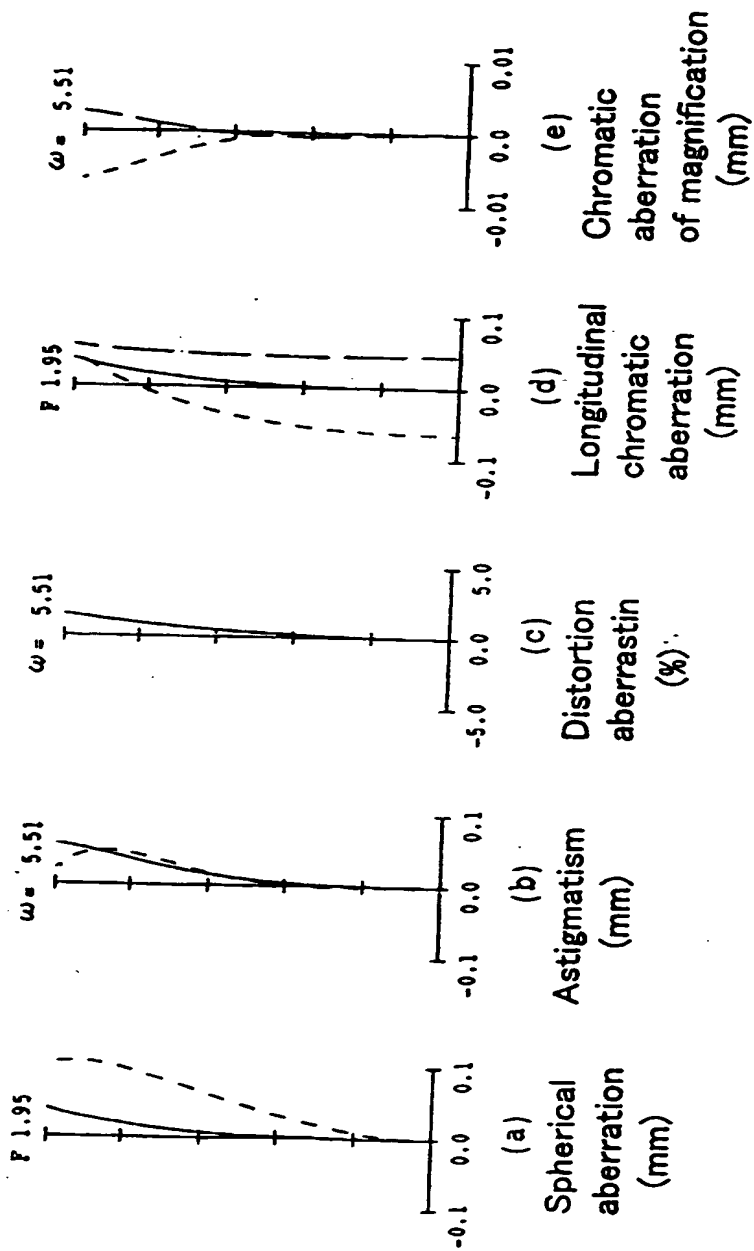 F 1.95
-0.1 0.0 0.1
(a)
Spherical
aberration
(mm)
ω = 5.51
-0.1 0.0 0.1
(b)
Astigmatism
(mm)
ω = 5.51
-5.0 0.0 5.0
(c)
Distortion
aberrastin
(%)
F 1.95
-0.1 0.0 0.1
(d)
Longitudinal
chromatic
aberration
(mm)
ω = 5.51
-0.01 0.0 0.01
(e)
Chromatic
aberration
of magnification
(mm)